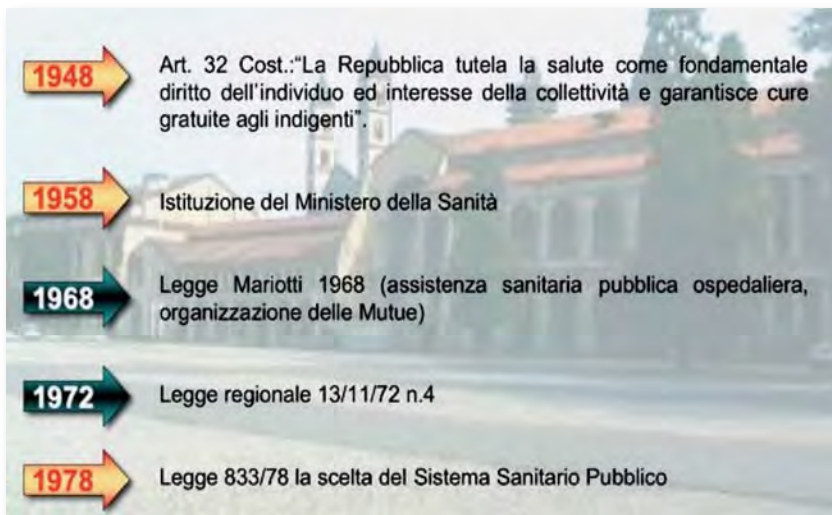 1948
Art. 32 Cost.:“La Repubblica tutela la salute come fondamentale
diritto dell’individuo ed interesse della collettività e garantisce cure
gratuite agli indigenti”.
1958
Istituzione del Ministero della Sanità
1968
Legge Mariotti 1968 (assistenza sanitaria pubblica ospedaliera,
organizzazione delle Mutue)
1972
Legge regionale 13/11/72 n.4
1978
Legge 833/78 la scelta del Sistema Sanitario Pubblico